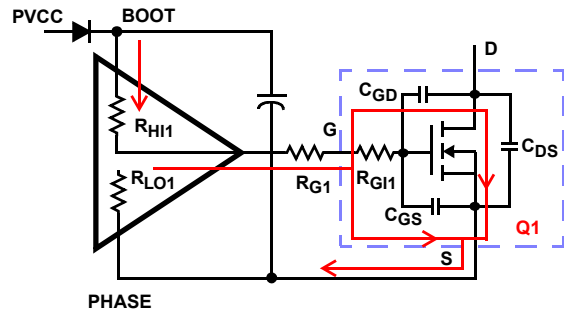 PVCC
BOOT
D
CGD
RHI1
G
CDS
RLO1
RG1
RGI1
CGS
Q1
S
PHASE